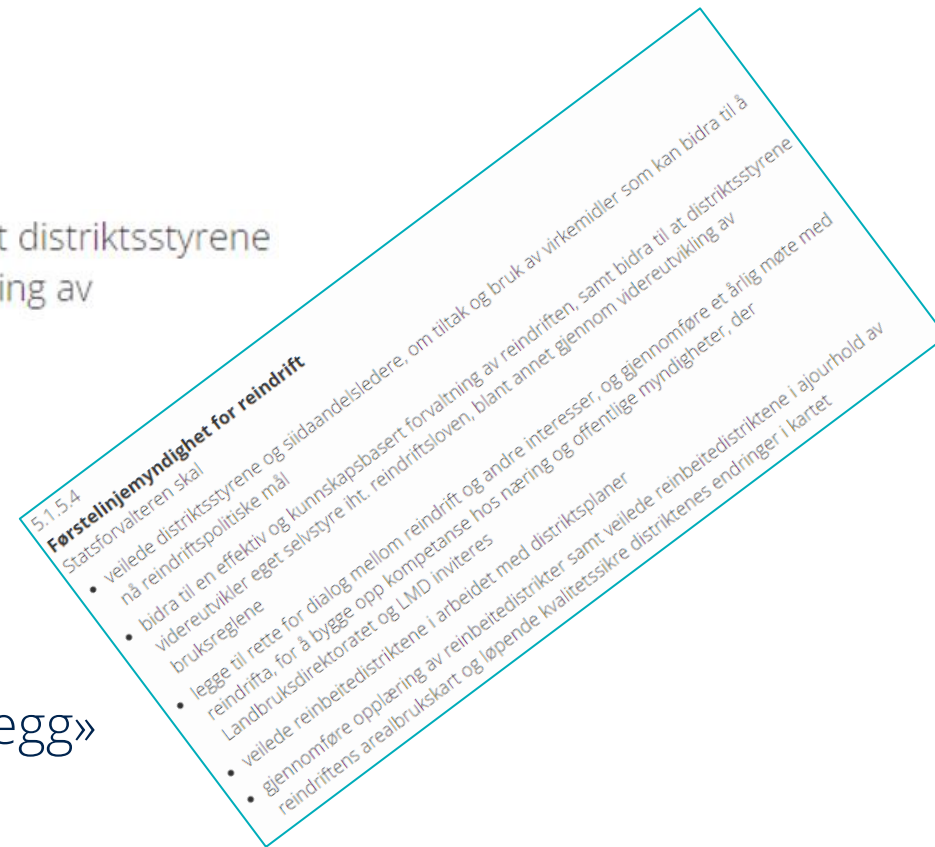 t distriktsstyrene
ing av
5.1.5.4
Førstelinjemyndighet for reindrift
Statsforvalteren skal
• veilede distriktsstyrene og siidaandelsledere, om tiltak og bruk av virkemidler som kan bidra til å
nå reindriftspolitiske mål
• bidra til en effektiv og kunnskapsbasert forvaltning av reindriften, samt bidra til at distriktsstyrene
videreutvikler eget selvstyre iht. reindriftsloven, blant annet gjennom videreutvikling av
bruksreglene
• legge til rette for dialog mellom reindrift og andre interesser, og gjennomføre et årlig møte med
reindrifta, for å bygge opp kompetanse hos næring og offentlige myndigheter, der
Landbruksdirektoratet og LMD inviteres
• veilede reinbeitedistriktene i arbeidet med distriktsplaner
• gjennomføre opplæring av reinbeitedistrikter samt veilede reinbeitedistriktene i ajourhold av
reindriftens arealbrukskart og løpende kvalitetssikre distriktenes endringer i kartet
egg»